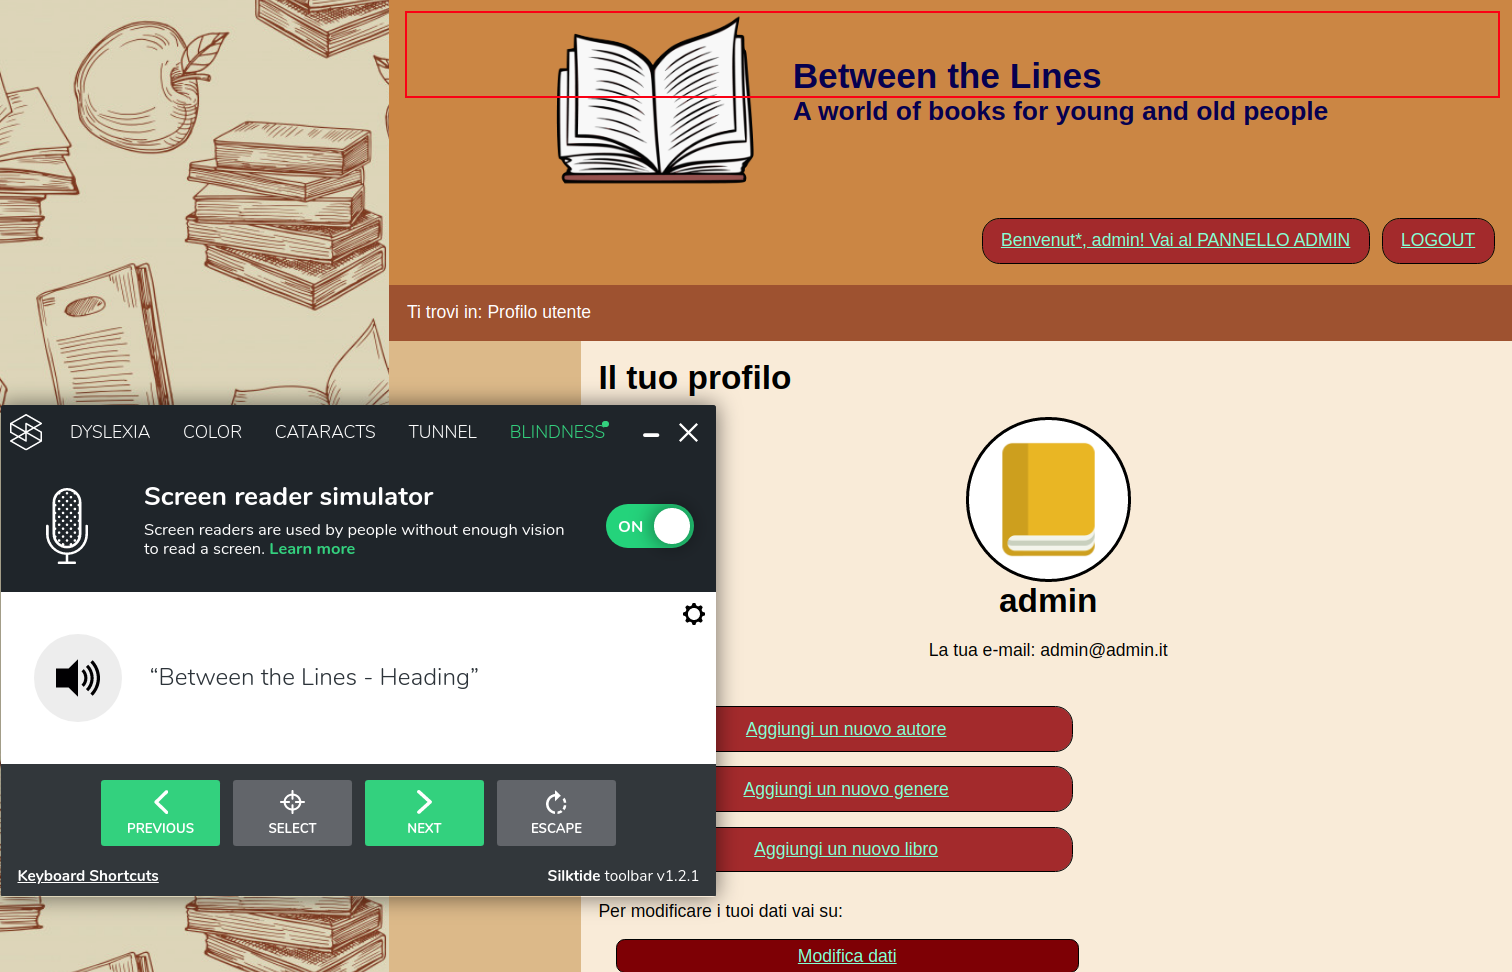 Between the Lines
A world of books for young and old people
Benvenut*, admin! Vai al PANNELLO ADMIN
LOGOUT
Ti trovi in: Profilo utente
Il tuo profilo
admin
La tua e-mail: admin@admin.it
Aggiungi un nuovo autore
Aggiungi un nuovo genere
Aggiungi un nuovo libro
Per modificare i tuoi dati vai su:
Modifica dati
DYSLEXIA
COLOR
CATARACTS
TUNNEL
BLINDNESS
Screen reader simulator
Screen readers are used by people without enough vision
to read a screen. Learn more
ON
“Between the Lines - Heading”
PREVIOUS
SELECT
NEXT
ESCAPE
Keyboard Shortcuts
Silktide toolbar v1.2.1